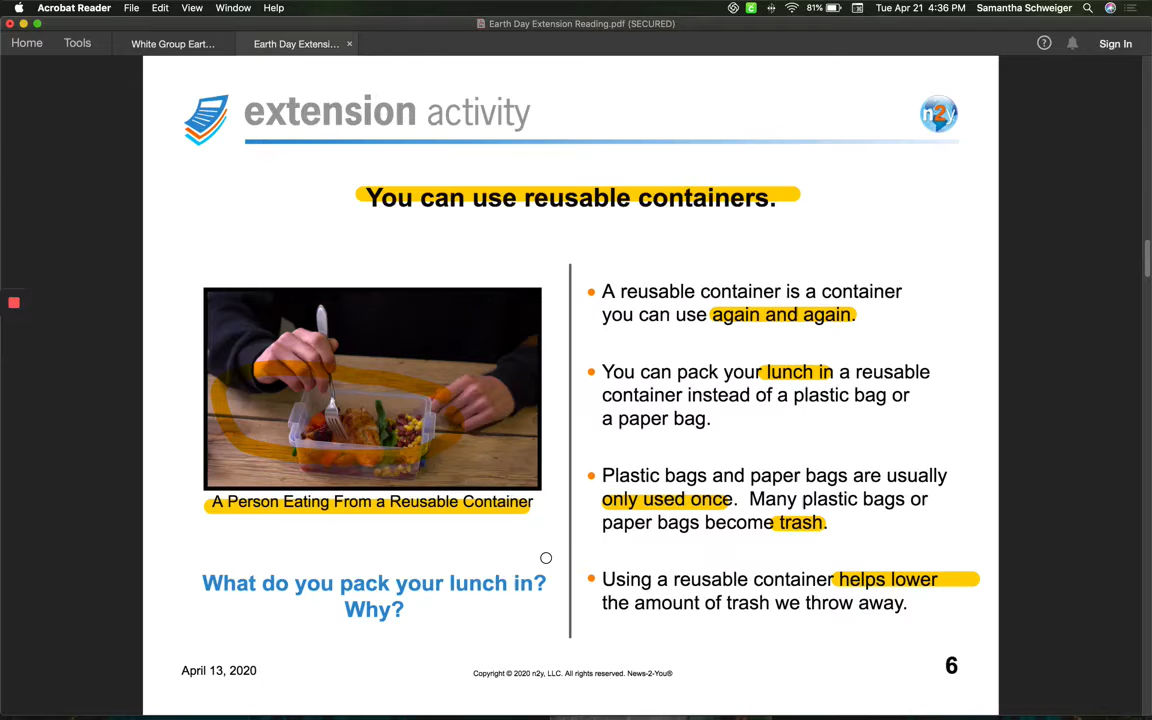 Acrobat Reader File Edit View Window Help 81% Tue Apr 21 4:36 PM Samantha Schweiger
Earth Day Extension Reading.pdf (SECURED)
Home Tools White Group Eart... Earth Day Extensi... × ? Sign In
extension activity
n2y
You can use reusable containers.
A Person Eating From a Reusable Container
What do you pack your lunch in?
Why?
• A reusable container is a container
you can use again and again.
• You can pack your lunch in a reusable
container instead of a plastic bag or
a paper bag.
• Plastic bags and paper bags are usually
only used once. Many plastic bags or
paper bags become trash.
• Using a reusable container helps lower
the amount of trash we throw away.
April 13, 2020
Copyright © 2020 n2y, LLC. All rights reserved. News-2-You®
6